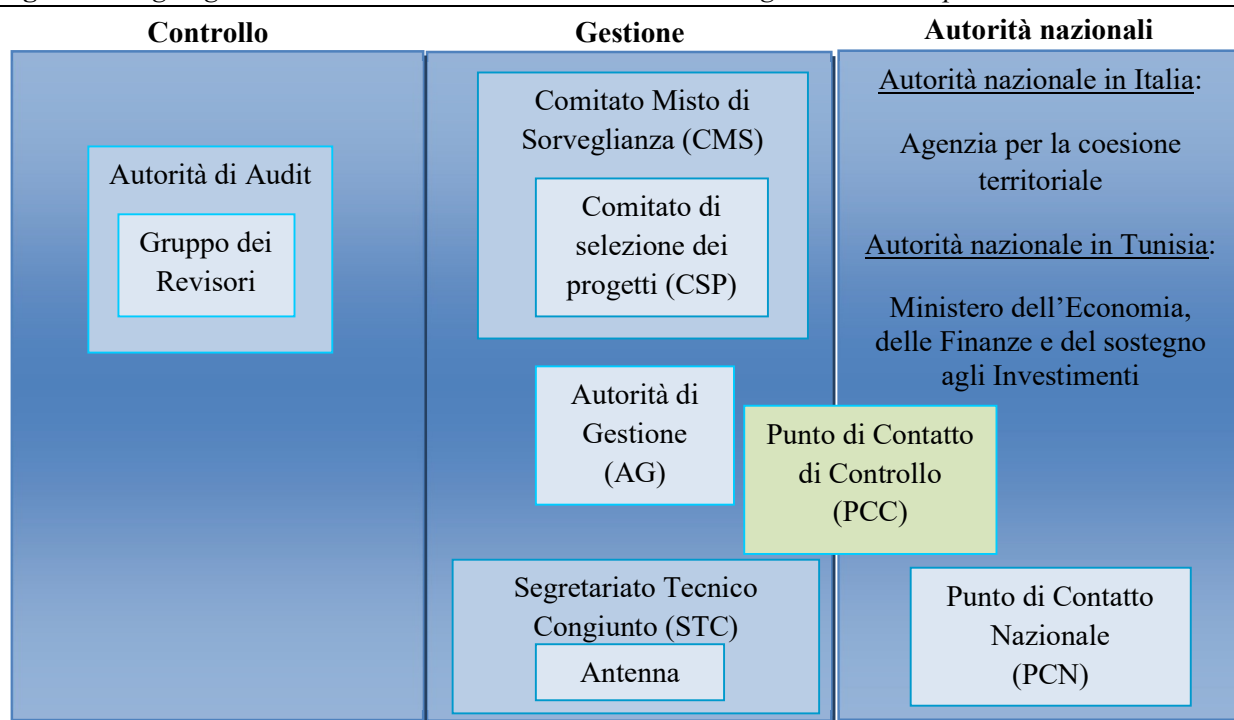 Controllo
Gestione
Autorità nazionali
Autorità di Audit
Gruppo dei
Revisori
Comitato Misto di
Sorveglianza (CMS)
Comitato di
selezione dei
progetti (CSP)
Autorità di
Gestione
(AG)
Segretariato Tecnico
Congiunto (STC)
Antenna
Autorità nazionale in Italia:
Agenzia per la coesione
territoriale
Autorità nazionale in Tunisia:
Ministero dell’Economia,
delle Finanze e del sostegno
agli Investimenti
Punto di Contatto
di Controllo
(PCC)
Punto di Contatto
Nazionale
(PCN)